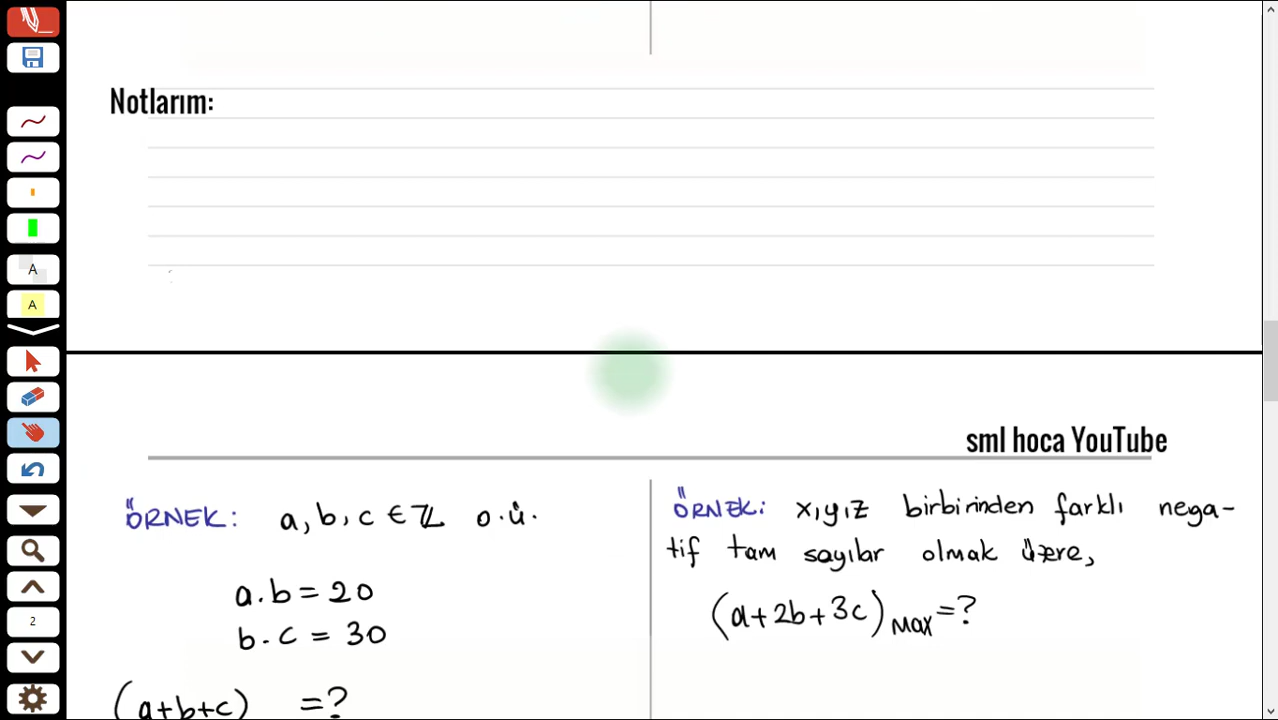 Notlarım:
sml hoca YouTube
ÖRNEK: a, b, c ∈ ℤ o.ü.
a.b = 20
b.c = 30
(a+b+c) =?
ÖRNEK: x,y,z birbirinden farklı nega-
tif tam sayılar olmak üzere,
(a+2b+3c)MAX=?
A
A
2